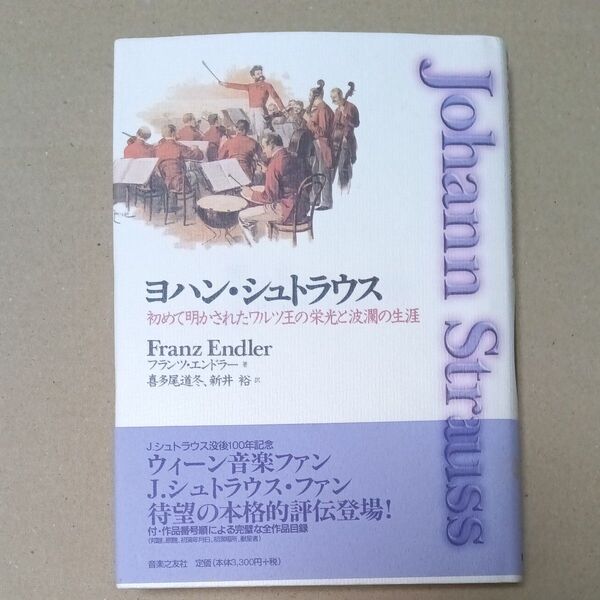 Johann Strauss
ヨハン・シュトラウス
初めて明かされたワルツ王の栄光と波瀾の生涯
Franz Endler
フランツ・エンドラー 著
喜多尾道冬、新井 裕 訳
Jシュトラウス没後100年記念
ウィーン音楽ファン
J.シュトラウス・ファン
待望の本格的評伝登場!
付・作品番号順による完璧な全作品目録
音楽之友社 定価(本体3,300円+税)